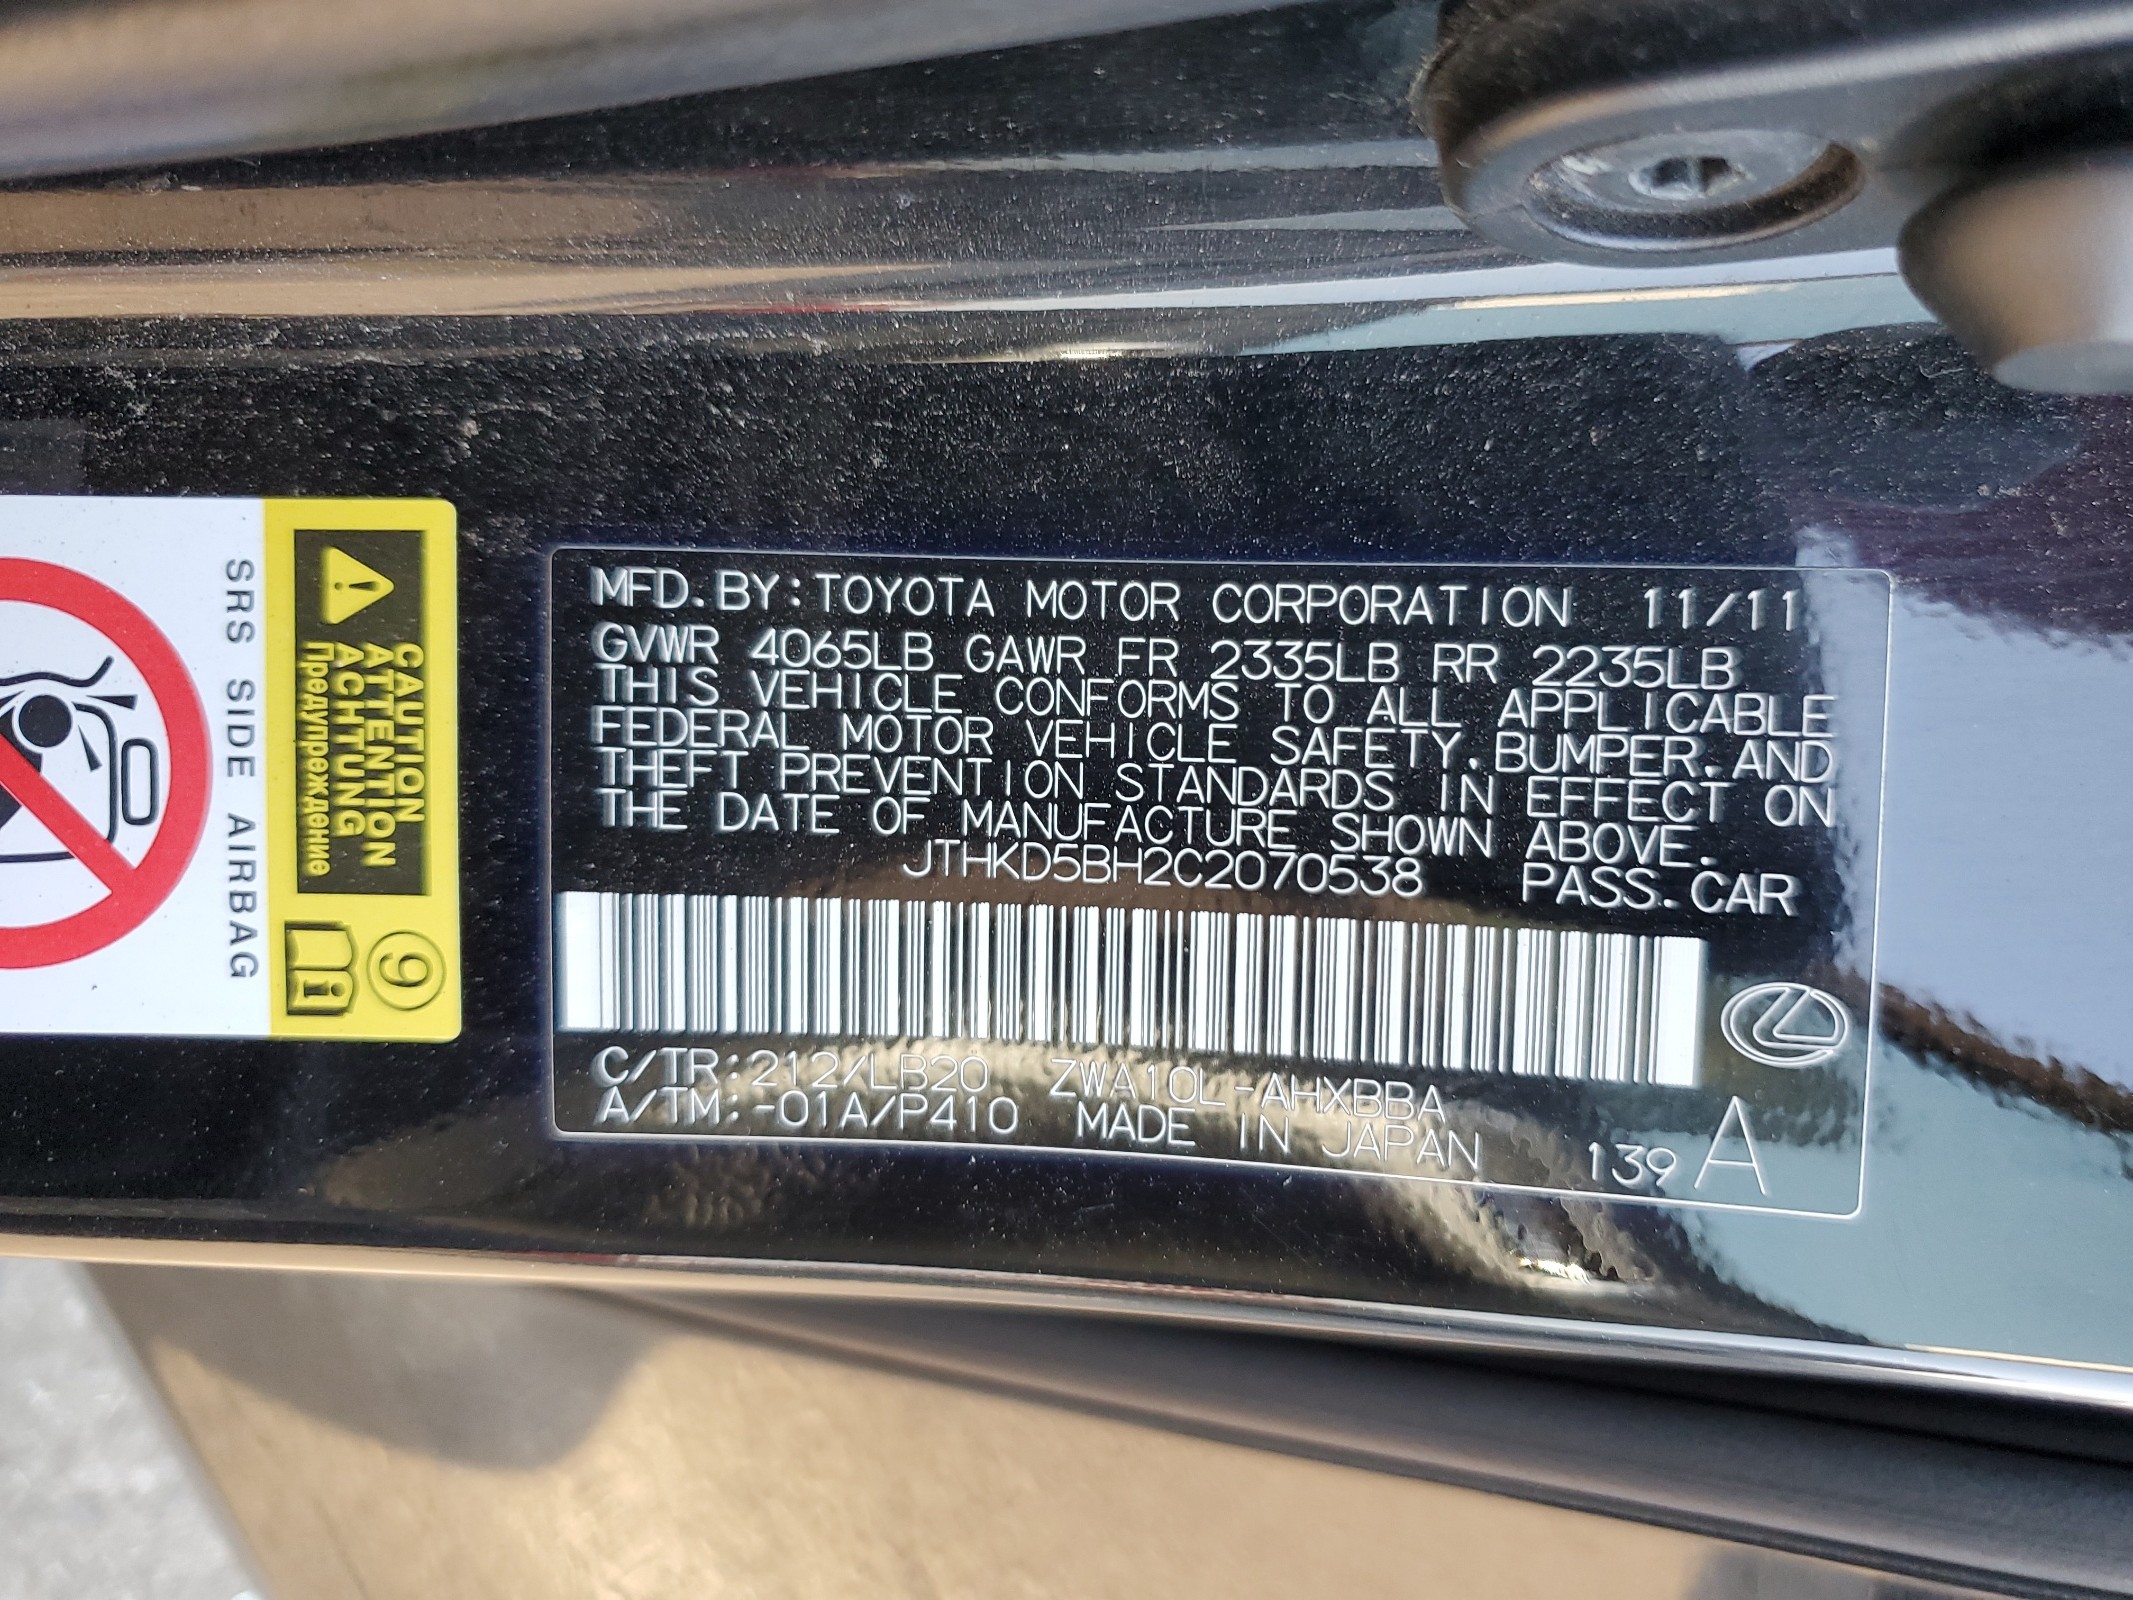 MFD.BY:TOYOTA MOTOR CORPORATION 11/11
GVWR 4065LB GAWR FR 2335LB RR 2235LB
THIS VEHICLE CONFORMS TO ALL APPLICABLE
FEDERAL MOTOR VEHICLE SAFETY.BUMPER.AND
THEFT PREVENTION STANDARDS IN EFFECT ON
THE DATE OF MANUFACTURE SHOWN ABOVE.
JTHKD5BH2C2070538 PASS.CAR
C/TR:212/LB20 ZWA10L-AHXBBA
A/TM:-01A/P410 MADE IN JAPAN 139 A
CAUTION
ATTENTION
ACHTUNG
Предупреждение
9
SRS SIDE AIRBAG